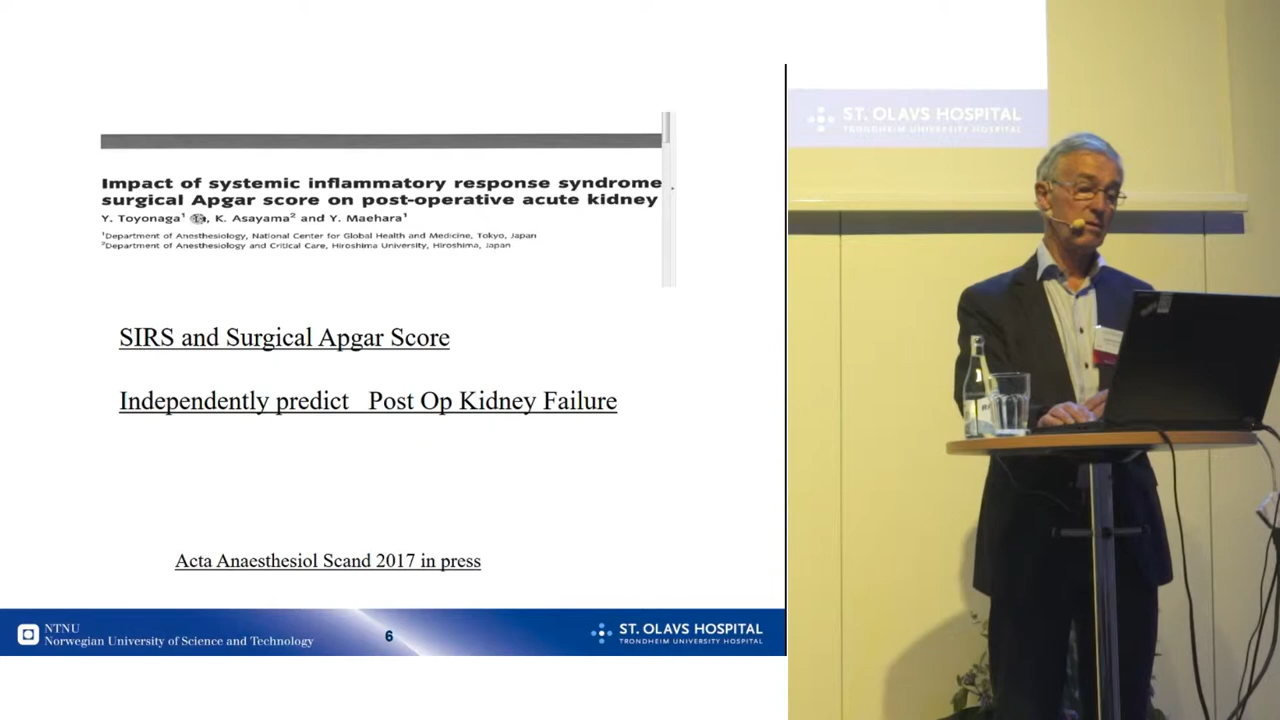 Impact of systemic inflammatory response syndrome
surgical Apgar score on post-operative acute kidney
Y. Toyonaga¹, K. Asayama² and Y. Maehara¹
¹Department of Anesthesiology, National Center for Global Health and Medicine, Tokyo, Japan
²Department of Anesthesiology and Critical Care, Hiroshima University, Hiroshima, Japan
SIRS and Surgical Apgar Score
Independently predict Post Op Kidney Failure
Acta Anaesthesiol Scand 2017 in press
NTNU
Norwegian University of Science and Technology
6
ST. OLAVS HOSPITAL
TRONDHEIM UNIVERSITY HOSPITAL
ST. OLAVS HOSPITAL
TRONDHEIM UNIVERSITY HOSPITAL